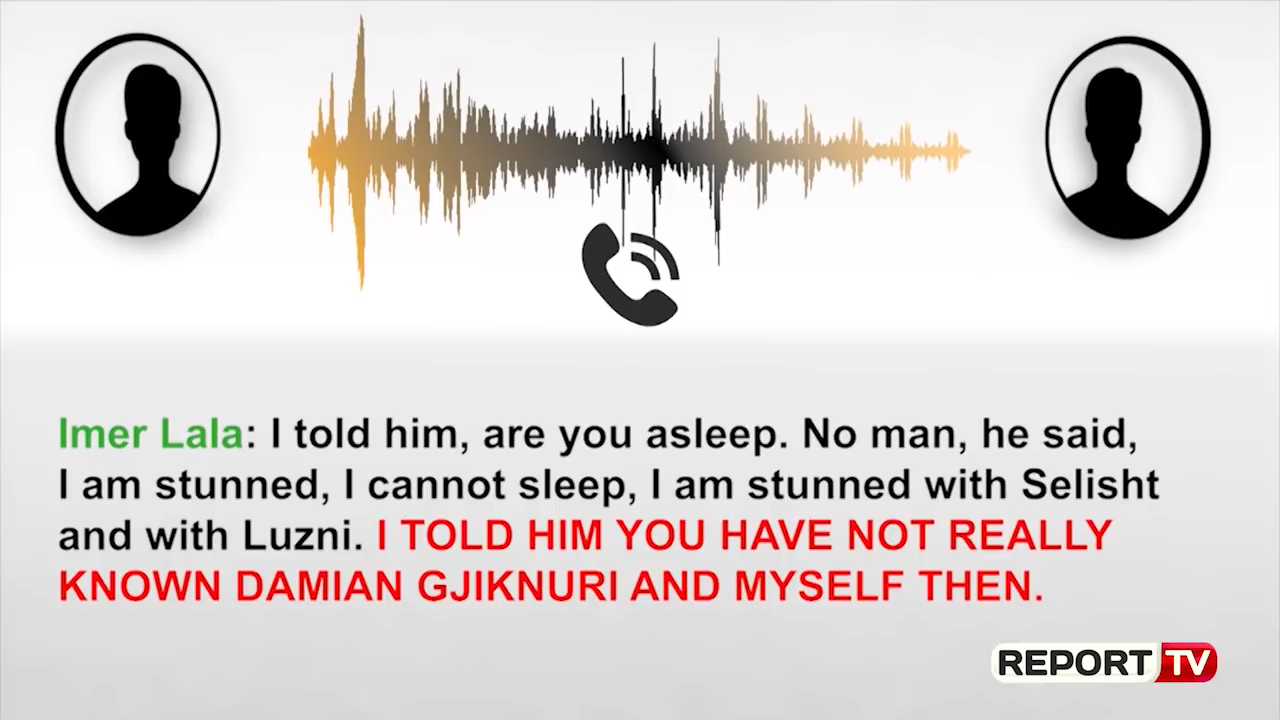 Imer Lala: I told him, are you asleep. No man, he said,
I am stunned, I cannot sleep, I am stunned with Selisht
and with Luzni. I TOLD HIM YOU HAVE NOT REALLY
KNOWN DAMIAN GJIKNURI AND MYSELF THEN.
REPORT TV